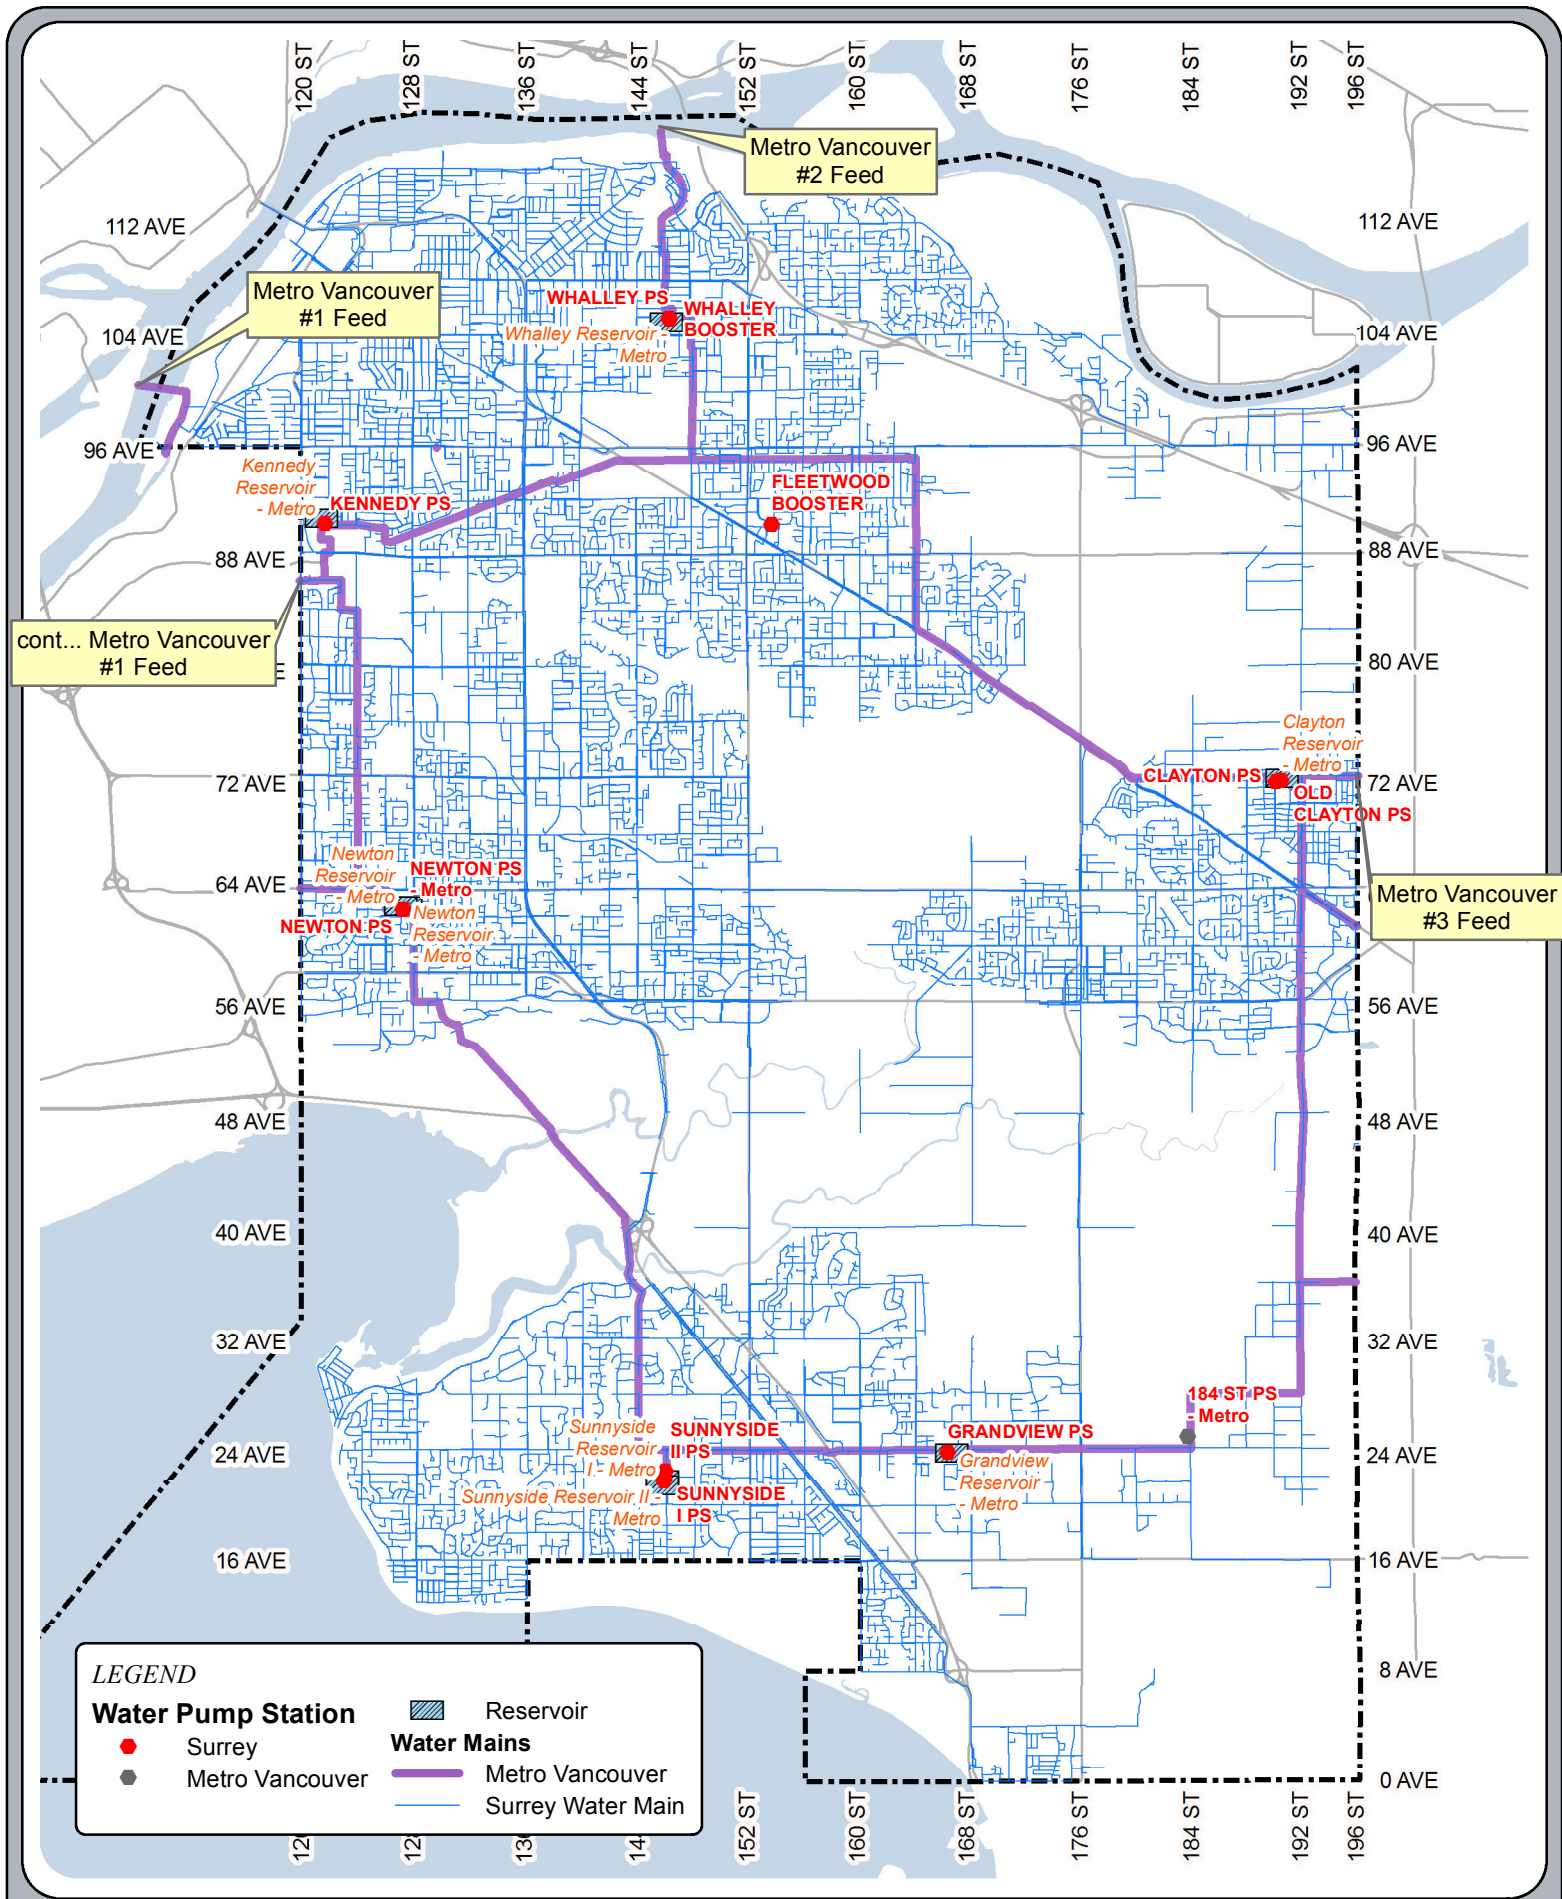 120 ST
128 ST
136 ST
144 ST
152 ST
160 ST
168 ST
176 ST
184 ST
192 ST
196 ST
Metro Vancouver
#2 Feed
112 AVE
112 AVE
Metro Vancouver
#1 Feed
WHALLEY PS
WHALLEY
BOOSTER
Whalley Reservoir -
Metro
104 AVE
104 AVE
96 AVE
96 AVE
Kennedy
Reservoir
- Metro
KENNEDY PS
FLEETWOOD
BOOSTER
88 AVE
88 AVE
cont... Metro Vancouver
#1 Feed
E
80 AVE
Clayton
Reservoir
- Metro
CLAYTON PS
OLD
CLAYTON PS
72 AVE
72 AVE
Newton
Reservoir
- Metro
NEWTON PS
- Metro
64 AVE
Metro Vancouver
#3 Feed
NEWTON PS
Newton
Reservoir
- Metro
56 AVE
56 AVE
48 AVE
48 AVE
40 AVE
40 AVE
32 AVE
32 AVE
184 ST PS
- Metro
Sunnyside
Reservoir
I - Metro
SUNNYSIDE
II PS
GRANDVIEW PS
Grandview
Reservoir
- Metro
24 AVE
24 AVE
Sunnyside Reservoir II -
Metro
SUNNYSIDE
I PS
16 AVE
16 AVE
8 AVE
0 AVE
LEGEND
Water Pump Station
Surrey
Metro Vancouver
Reservoir
Water Mains
Metro Vancouver
Surrey Water Main
120
128
136
144
152 ST
160 ST
168 ST
176 ST
184 ST
192 ST
196 ST